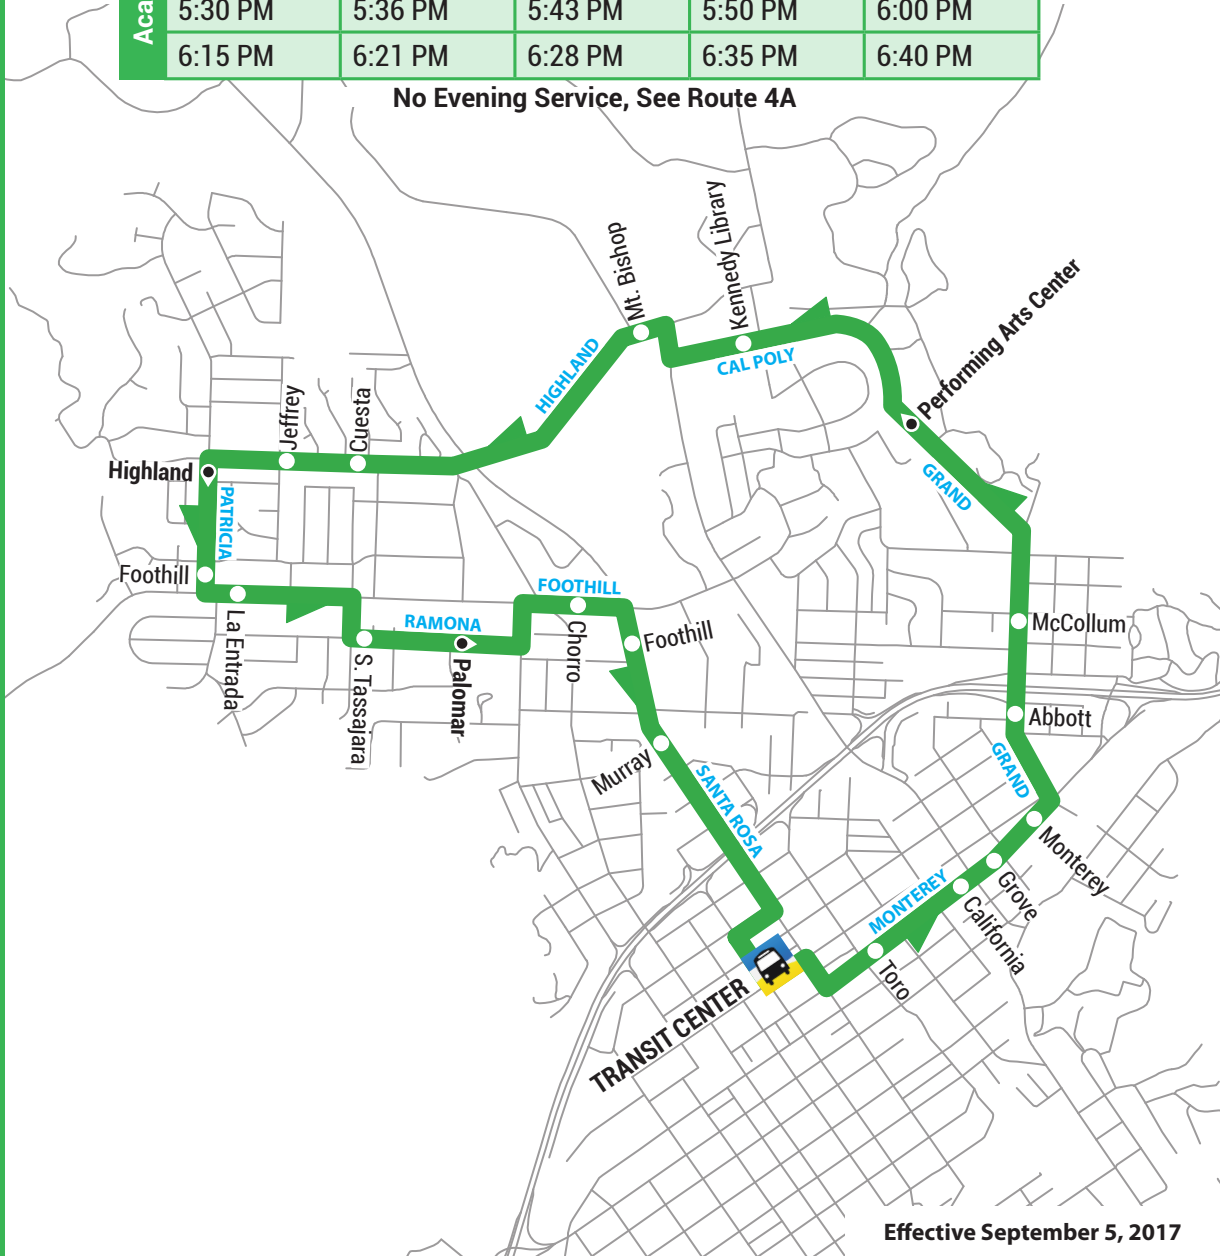 Aca
5:30 PM 5:36 PM 5:43 PM 5:50 PM 6:00 PM
6:15 PM 6:21 PM 6:28 PM 6:35 PM 6:40 PM
No Evening Service, See Route 4A
Mt. Bishop
Kennedy Library
Performing Arts Center
HIGHLAND
CAL POLY
Jeffrey
Cuesta
Highland
GRAND
PATRICIA
Foothill
FOOTHILL
La Entrada
RAMONA
S. Tassajara
Palomar
Chorro
Foothill
McCollum
Abbott
Murray
SANTA ROSA
GRAND
Monterey
Grove
MONTEREY
California
Toro
TRANSIT CENTER
Effective September 5, 2017